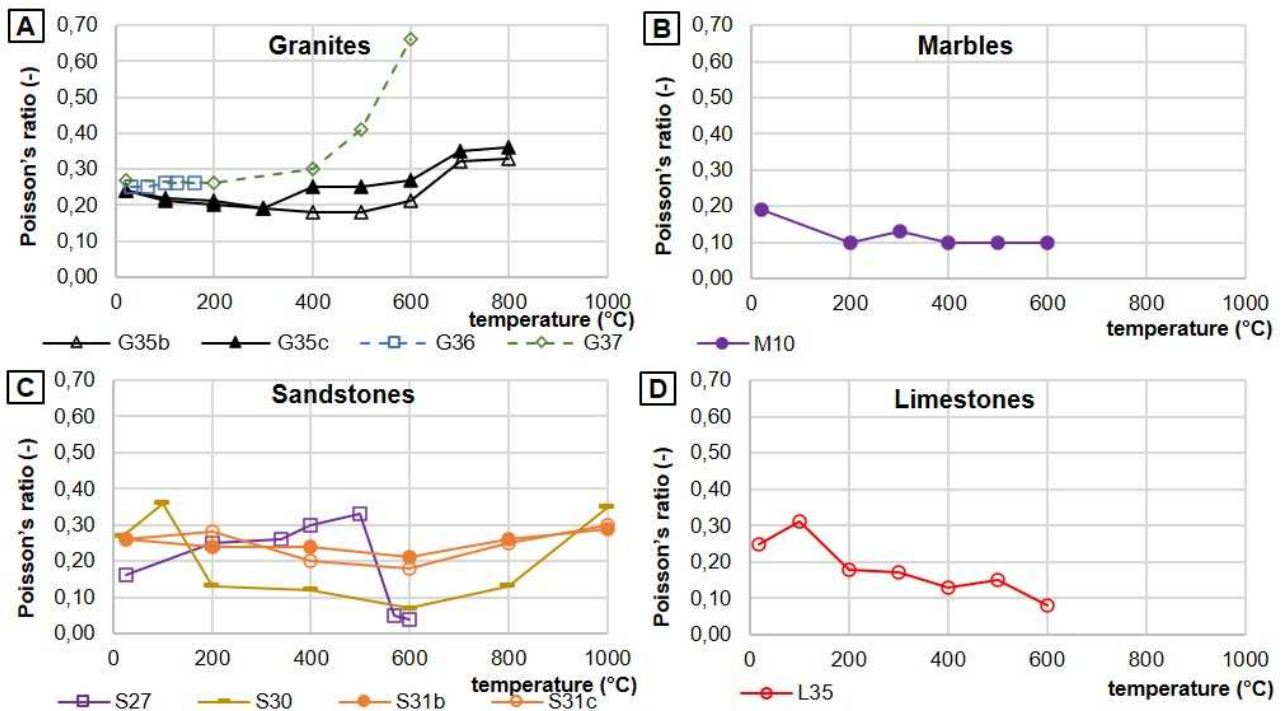 A
Granites
Poisson's ratio (-)
0,70
0,60
0,50
0,40
0,30
0,20
0,10
0,00
0 200 400 600 800 1000
temperature (°C)
G35b G35c G36 G37
B
Marbles
Poisson's ratio (-)
0,70
0,60
0,50
0,40
0,30
0,20
0,10
0,00
0 200 400 600 800 1000
temperature (°C)
M10
C
Sandstones
Poisson's ratio (-)
0,70
0,60
0,50
0,40
0,30
0,20
0,10
0,00
0 200 400 600 800 1000
temperature (°C)
S27 S30 S31b S31c
D
Limestones
Poisson's ratio (-)
0,70
0,60
0,50
0,40
0,30
0,20
0,10
0,00
0 200 400 600 800 1000
temperature (°C)
L35